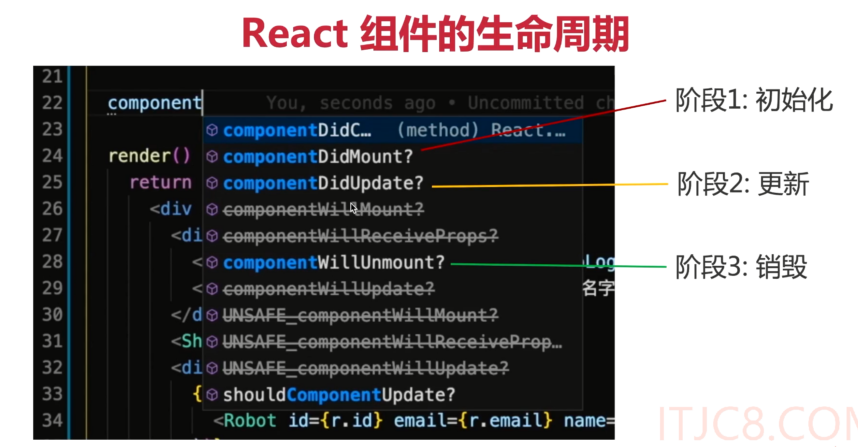 React 组件的生命周期
21
22 component You, seconds ago • Uncommitted ch
23 componentDidC… (method) React.…
24 render() componentDidMount?
25 return componentDidUpdate?
26 <div componentWillMount?
27 <di componentWillReceiveProps?
28 < componentWillUnmount? Log
29 < componentWillUpdate? 名字
30 </d UNSAFE_componentWillMount?
31 <Sh UNSAFE_componentWillReceiveProp…
32 <di UNSAFE_componentWillUpdate?
33 { shouldComponentUpdate?
34 <Robot id={r.id} email={r.email} name=
阶段1: 初始化
阶段2: 更新
阶段3: 销毁
ITJC8.COM